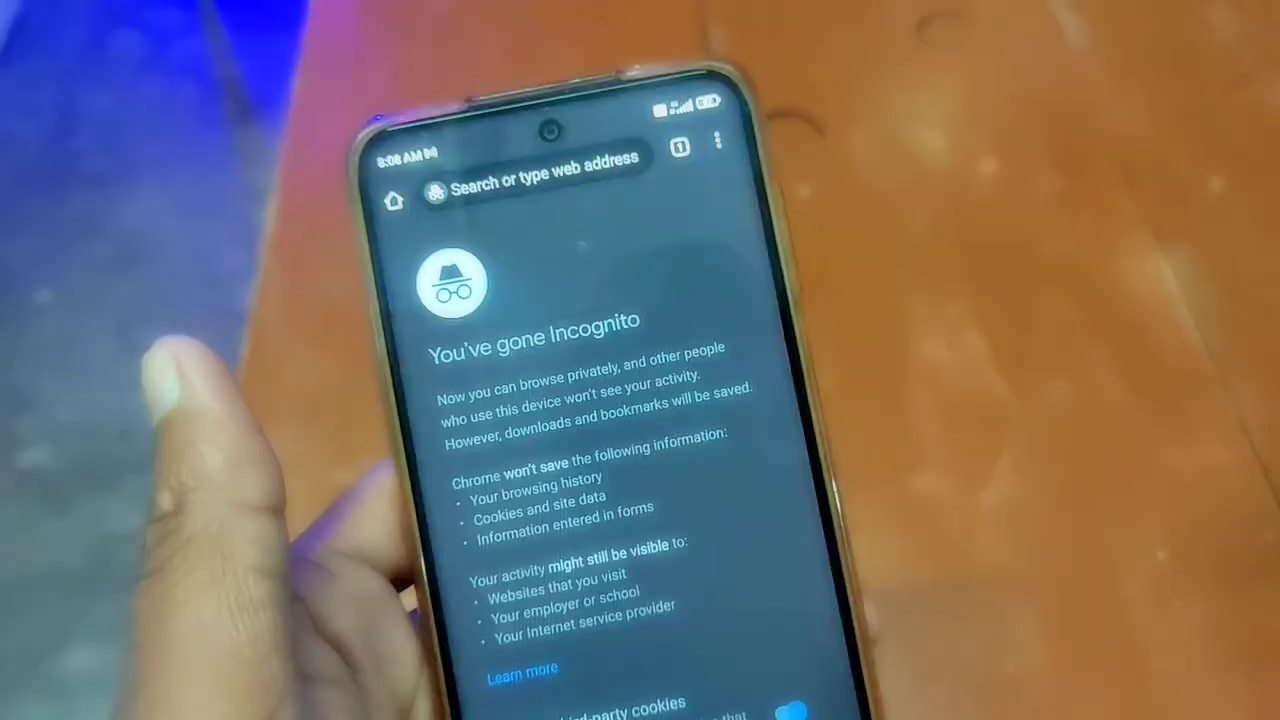 8:08 AM
Search or type web address
1
You've gone Incognito
Now you can browse privately, and other people
who use this device won't see your activity.
However, downloads and bookmarks will be saved.
Chrome won't save the following information:
• Your browsing history
• Cookies and site data
• Information entered in forms
Your activity might still be visible to:
• Websites that you visit
• Your employer or school
• Your Internet service provider
Learn more
cookies
that